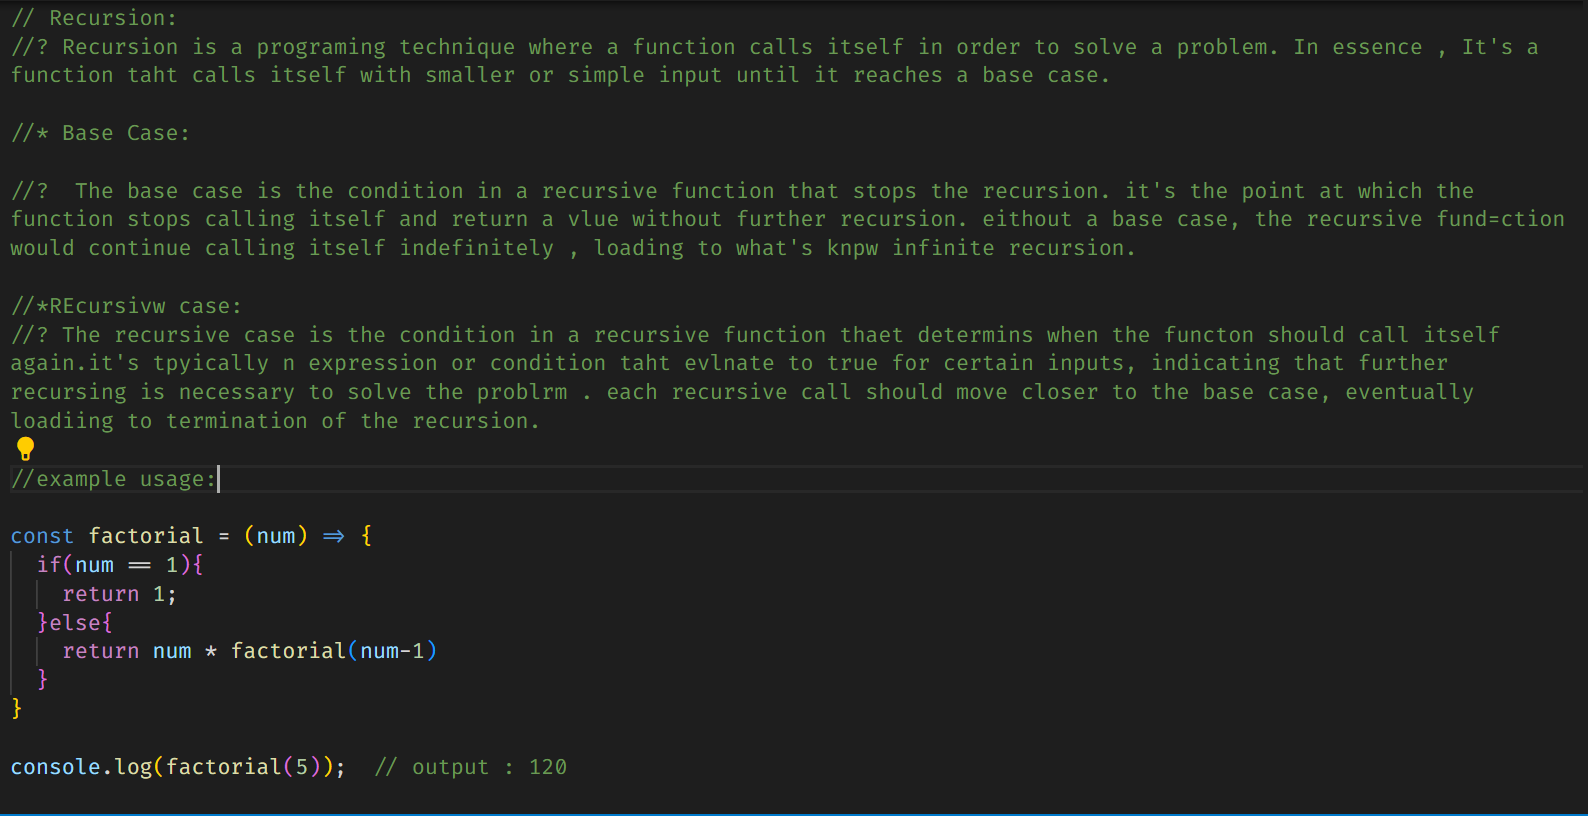 // Recursion:
//? Recursion is a programing technique where a function calls itself in order to solve a problem. In essence , It's a
function taht calls itself with smaller or simple input until it reaches a base case.
//* Base Case:
//?  The base case is the condition in a recursive function that stops the recursion. it's the point at which the
function stops calling itself and return a vlue without further recursion. eithout a base case, the recursive fund=ction
would continue calling itself indefinitely , loading to what's knpw infinite recursion.
//*REcursivw case:
//? The recursive case is the condition in a recursive function thaet determins when the functon should call itself
again.it's tpyically n expression or condition taht evlnate to true for certain inputs, indicating that further
recursing is necessary to solve the problrm . each recursive call should move closer to the base case, eventually
loadiing to termination of the recursion.
//example usage:
const factorial = (num) => {
  if(num == 1){
    return 1;
  }else{
    return num * factorial(num-1)
  }
}
console.log(factorial(5));  // output : 120